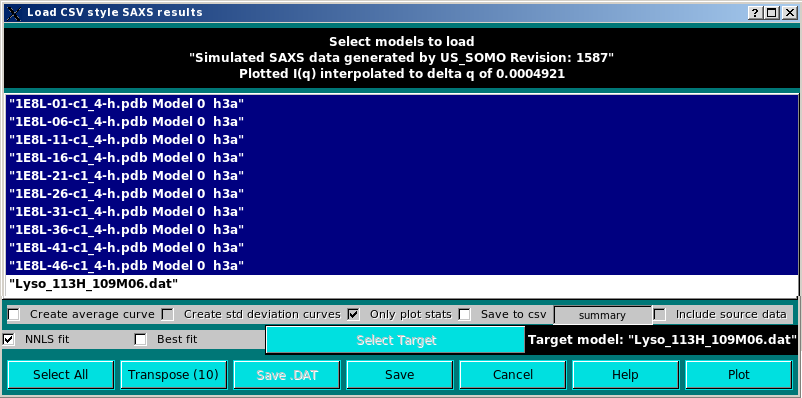 Load CSV style SAXS results
Select models to load
"Simulated SAXS data generated by US_SOMO Revision: 1587"
Plotted I(q) interpolated to delta q of 0.0004921
"1E8L-01-c1_4-h.pdb Model 0  h3a"
"1E8L-06-c1_4-h.pdb Model 0  h3a"
"1E8L-11-c1_4-h.pdb Model 0  h3a"
"1E8L-16-c1_4-h.pdb Model 0  h3a"
"1E8L-21-c1_4-h.pdb Model 0  h3a"
"1E8L-26-c1_4-h.pdb Model 0  h3a"
"1E8L-31-c1_4-h.pdb Model 0  h3a"
"1E8L-36-c1_4-h.pdb Model 0  h3a"
"1E8L-41-c1_4-h.pdb Model 0  h3a"
"1E8L-46-c1_4-h.pdb Model 0  h3a"
"Lyso_113H_109M06.dat"
Create average curve Create std deviation curves Only plot stats Save to csv summary Include source data
NNLS fit Best fit Select Target Target model: "Lyso_113H_109M06.dat"
Select All Transpose (10) Save .DAT Save Cancel Help Plot